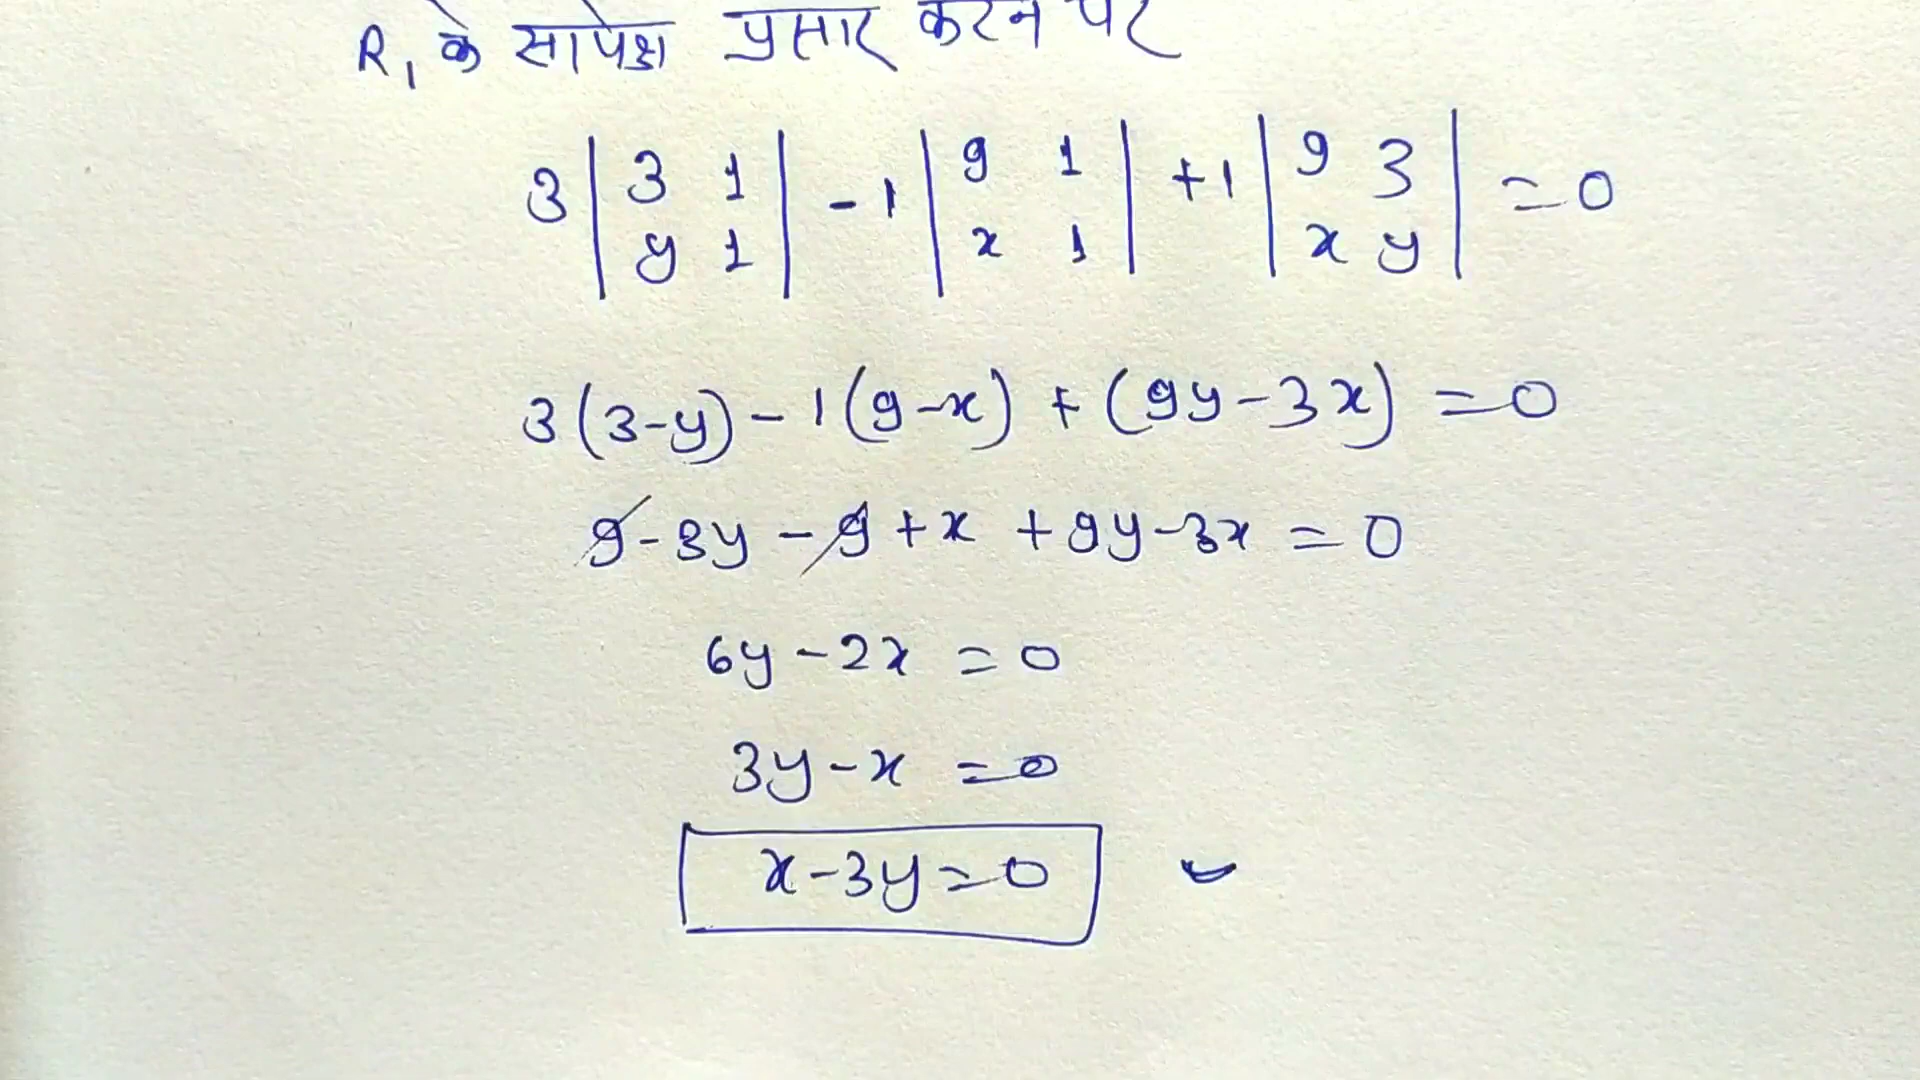 R₁ के सापेक्ष प्रसार करने पर
3 | 3 1 | - 1 | 9 1 | + 1 | 9 3 | = 0
| y 1 | | x 1 | | x y |
3(3-y) - 1(9-x) + (9y-3x) = 0
9-3y - 9 + x + 9y-3x = 0
6y - 2x = 0
3y - x = 0
x - 3y = 0